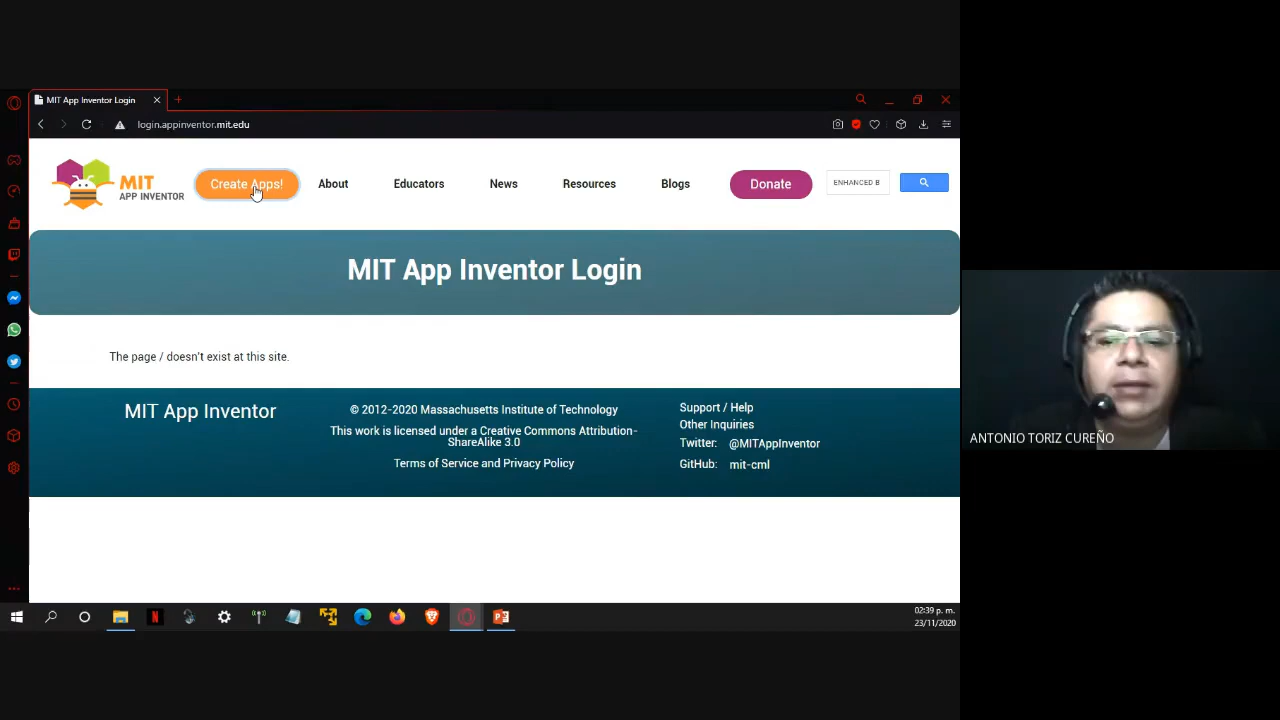 MIT App Inventor Login
login.appinventor.mit.edu
MIT
APP INVENTOR
Create Apps!
About
Educators
News
Resources
Blogs
Donate
ENHANCED B
MIT App Inventor Login
The page / doesn't exist at this site.
MIT App Inventor
© 2012-2020 Massachusetts Institute of Technology
This work is licensed under a Creative Commons Attribution-
ShareAlike 3.0
Terms of Service and Privacy Policy
Support / Help
Other Inquiries
Twitter: @MITAppInventor
GitHub: mit-cml
ANTONIO TORIZ CUREÑO
02:39 p. m.
23/11/2020